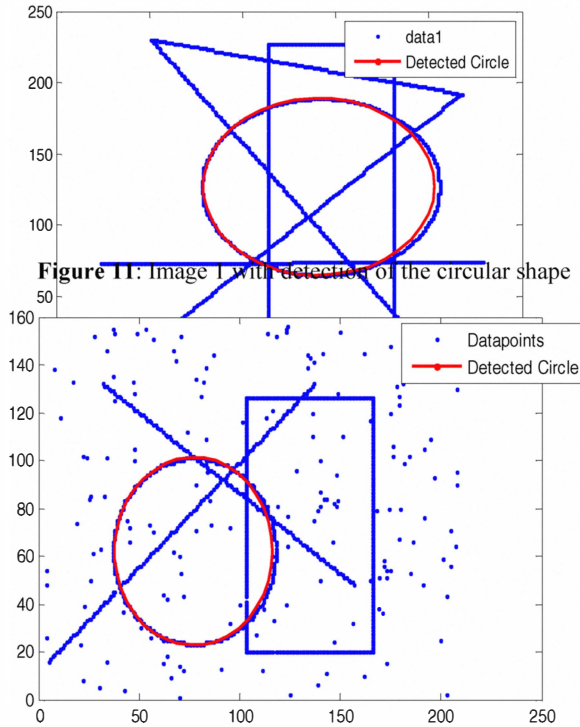 250
data1
Detected Circle
200
150
100
Figure 11: Image 1 with detection of the circular shape
50
160
Datapoints
Detected Circle
140
120
100
80
60
40
20
0
0 50 100 150 200 250